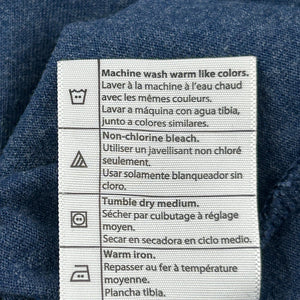 Machine wash warm like colors.
Laver à la machine à l'eau chaud
avec les mêmes couleurs.
Lavar a máquina con agua tibia,
junto a colores similares.
Non-chlorine bleach.
Utiliser un javellisant non chloré
seulement.
Usar solamente blanqueador sin
cloro.
Tumble dry medium.
Sécher par culbutage à réglage
moyen.
Secar en secadora en ciclo medio.
Warm iron.
Repasser au fer à température
moyenne.
Plancha tibia.